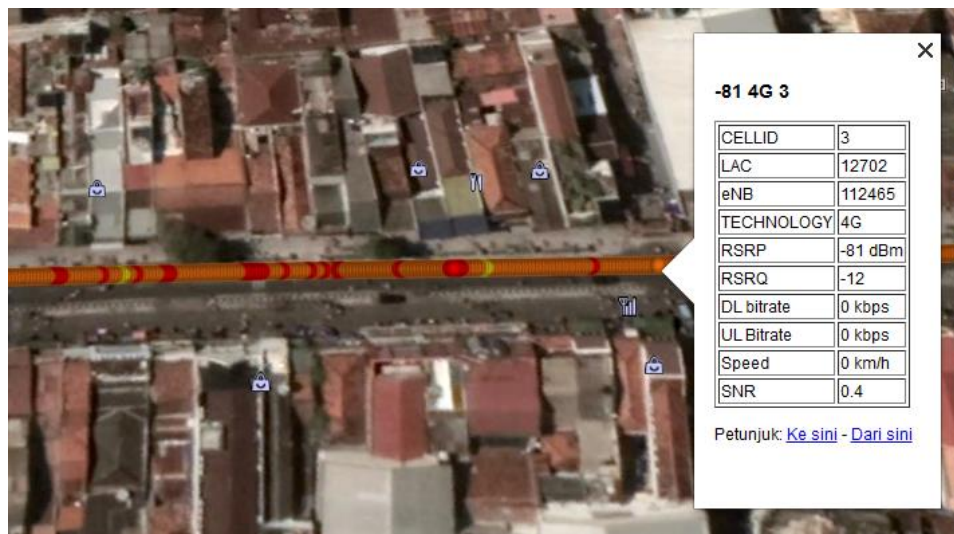 -81 4G 3
CELLID 3
LAC 12702
eNB 112465
TECHNOLOGY 4G
RSRP -81 dBm
RSRQ -12
DL bitrate 0 kbps
UL Bitrate 0 kbps
Speed 0 km/h
SNR 0.4
Petunjuk: Ke sini - Dari sini